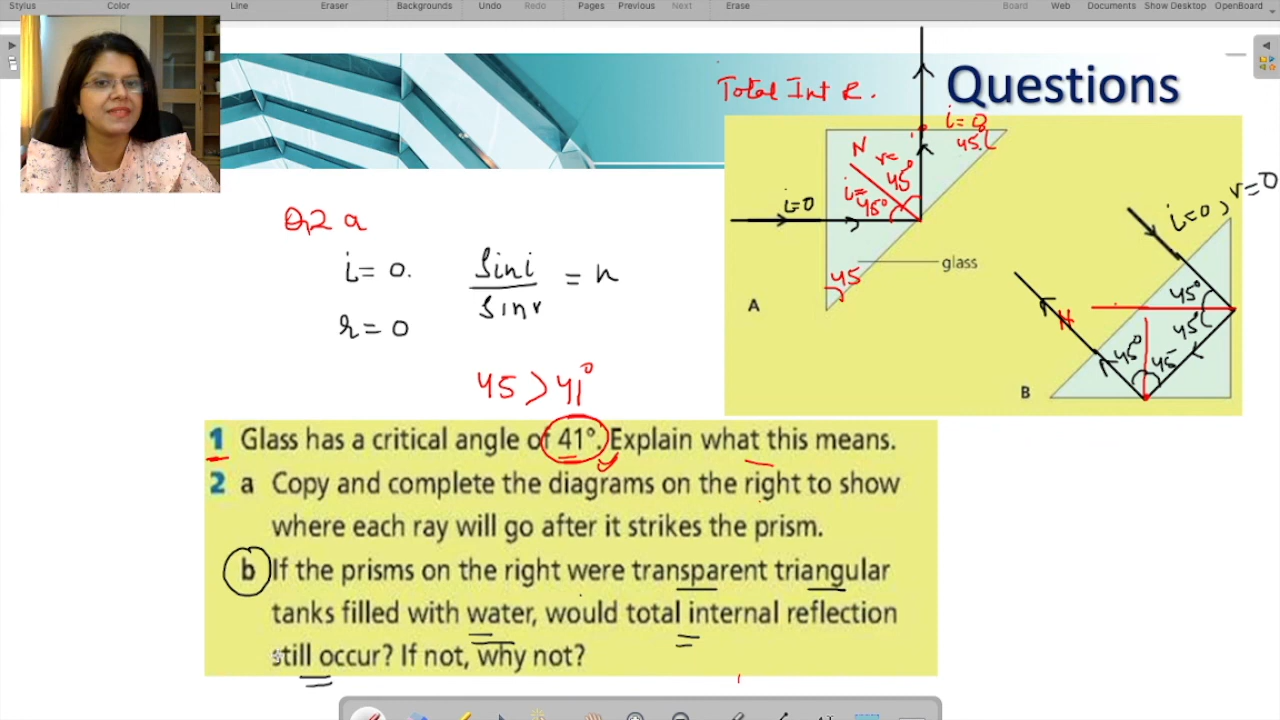 Stylus Color Line Eraser Backgrounds Undo Redo Pages Previous Next Erase Board Web Documents Show Desktop OpenBoard
Total Int R.
Questions
i=0
45
N
r=
45°
i=
45°
i=0
45
glass
A
i=0, r=0
45°
45°
N
45°
45
B
Q2 a
i= 0.
r= 0
sin i / sin r = n
45 > 41°
1 Glass has a critical angle of 41°. Explain what this means.
2 a Copy and complete the diagrams on the right to show
where each ray will go after it strikes the prism.
b If the prisms on the right were transparent triangular
tanks filled with water, would total internal reflection
still occur? If not, why not?